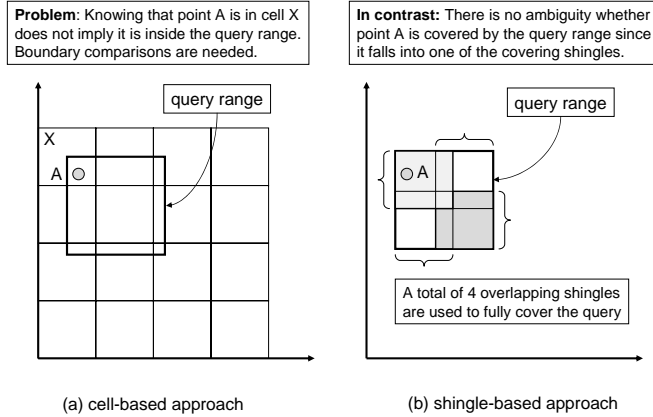 Problem: Knowing that point A is in cell X
does not imply it is inside the query range.
Boundary comparisons are needed.
In contrast: There is no ambiguity whether
point A is covered by the query range since
it falls into one of the covering shingles.
query range
X
A
query range
A
A total of 4 overlapping shingles
are used to fully cover the query
(a) cell-based approach
(b) shingle-based approach